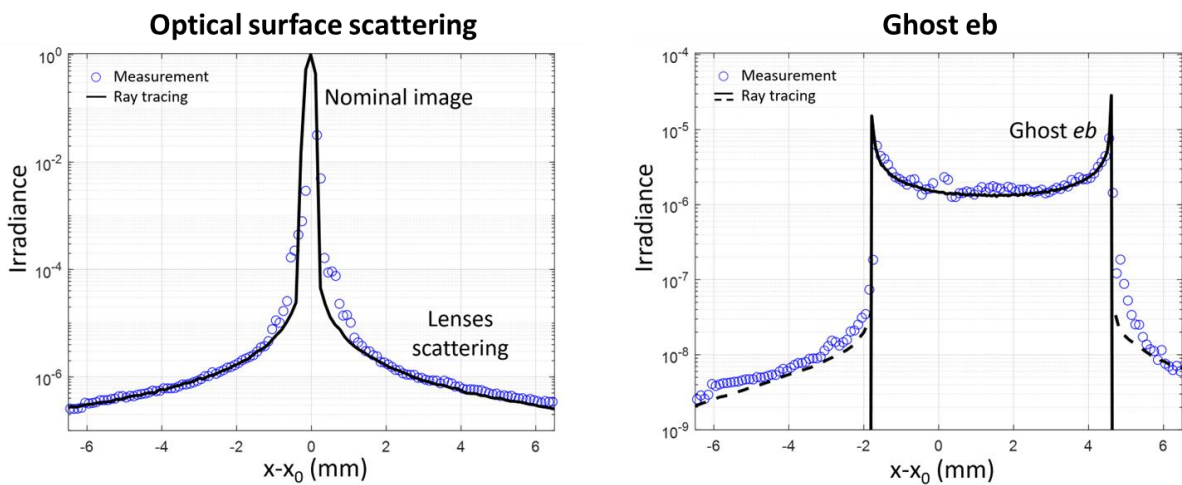 Optical surface scattering
10⁰
Measurement
Ray tracing
Nominal image
10⁻²
Irradiance
10⁻⁴
Lenses
scattering
10⁻⁶
-6 -4 -2 0 2 4 6
x-x₀ (mm)
Ghost eb
10⁻⁴
Measurement
Ray tracing
Ghost eb
10⁻⁵
Irradiance
10⁻⁶
10⁻⁷
10⁻⁸
10⁻⁹
-6 -4 -2 0 2 4 6
x-x₀ (mm)